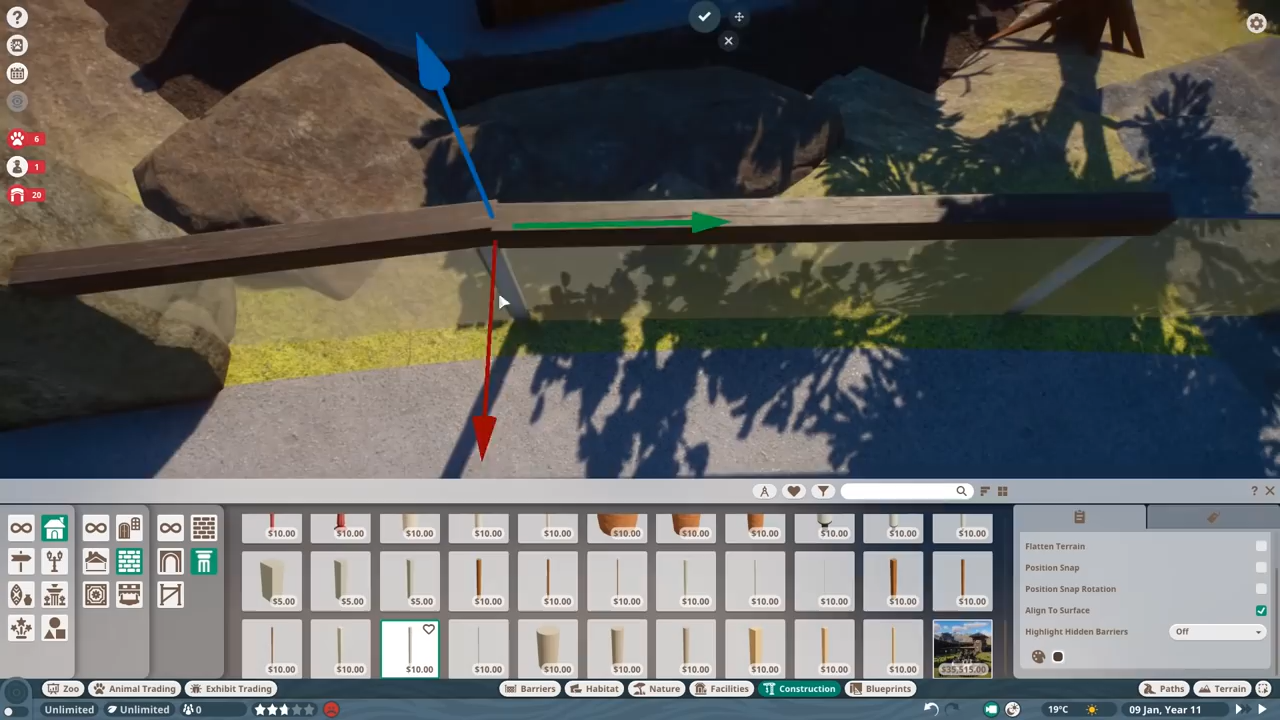 ?
6
1
20
? ×
$10.00 $10.00 $10.00 $10.00 $10.00 $10.00 $10.00 $10.00 $10.00 $10.00 $10.00
$5.00 $5.00 $5.00 $10.00 $10.00 $10.00 $10.00 $10.00 $10.00 $10.00 $10.00
$10.00 $10.00 $10.00 $10.00 $10.00 $10.00 $10.00 $10.00 $10.00 $10.00 $35,515.00
Flatten Terrain
Position Snap
Position Snap Rotation
Align To Surface
Highlight Hidden Barriers Off
Zoo Animal Trading Exhibit Trading Barriers Habitat Nature Facilities Construction Blueprints Paths Terrain
Unlimited Unlimited 0 19°C 09 Jan, Year 11